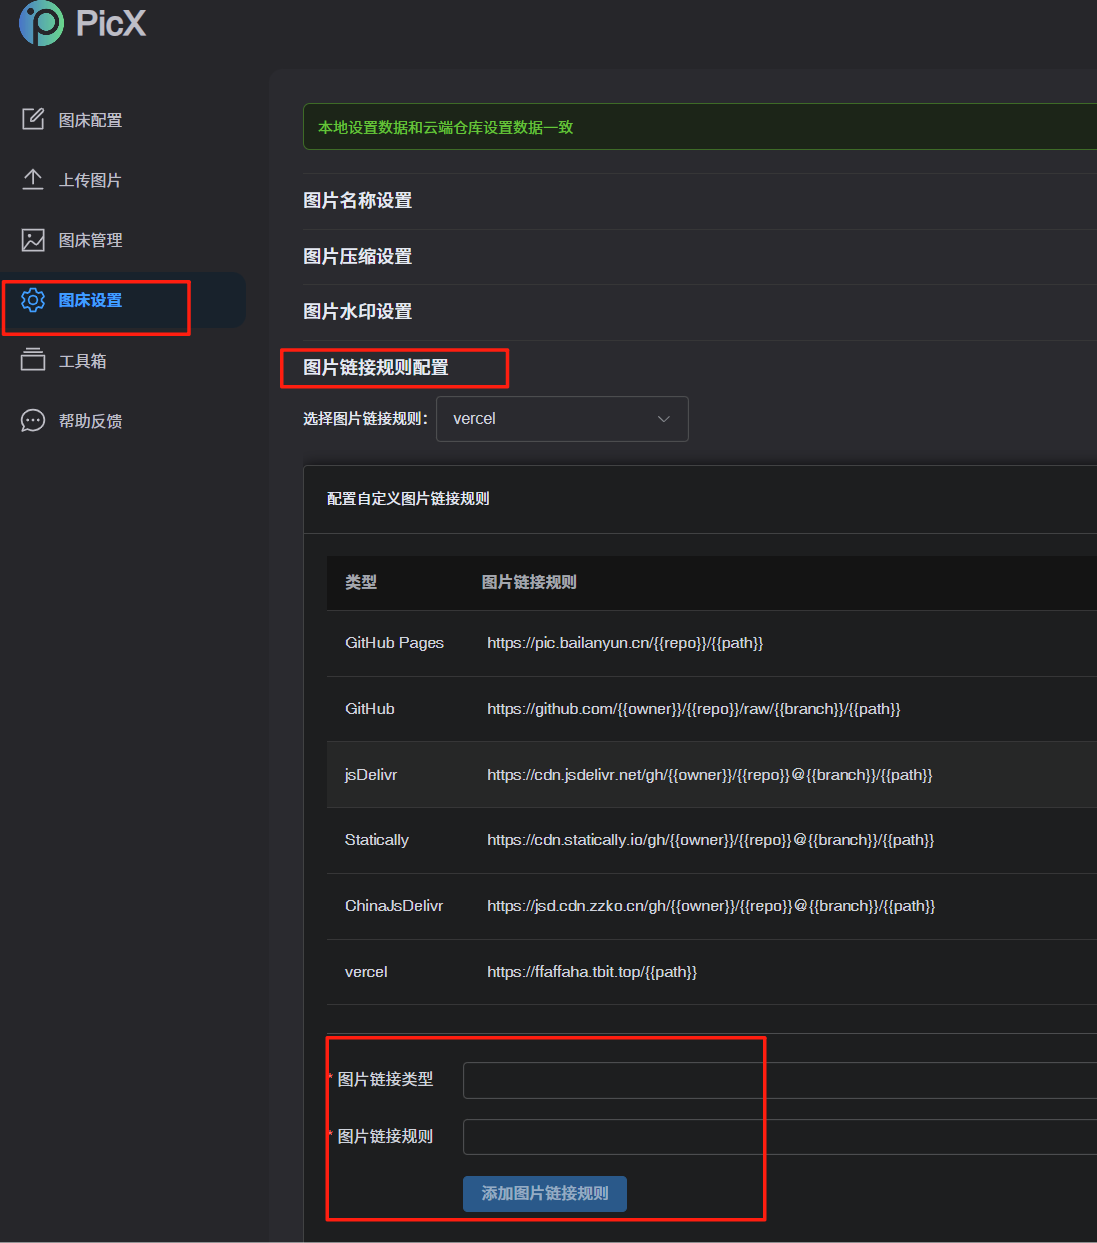 PicX
图床配置
上传图片
图床管理
图床设置
工具箱
帮助反馈
本地设置数据和云端仓库设置数据一致
图片名称设置
图片压缩设置
图片水印设置
图片链接规则配置
选择图片链接规则: vercel
配置自定义图片链接规则
类型 图片链接规则
GitHub Pages https://pic.bailanyun.cn/{{repo}}/{{path}}
GitHub https://github.com/{{owner}}/{{repo}}/raw/{{branch}}/{{path}}
jsDelivr https://cdn.jsdelivr.net/gh/{{owner}}/{{repo}}@{{branch}}/{{path}}
Statically https://cdn.statically.io/gh/{{owner}}/{{repo}}@{{branch}}/{{path}}
ChinaJsDelivr https://jsd.cdn.zzko.cn/gh/{{owner}}/{{repo}}@{{branch}}/{{path}}
vercel https://ffaffaha.tbit.top/{{path}}
* 图片链接类型
* 图片链接规则
添加图片链接规则